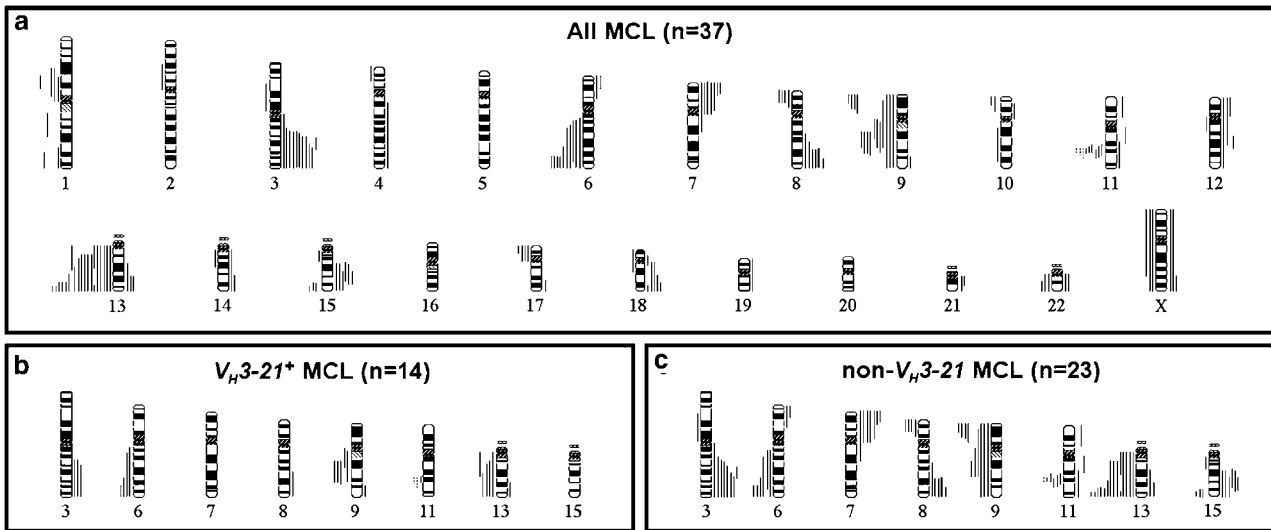 a
All MCL (n=37)
1 2 3 4 5 6 7 8 9 10 11 12
13 14 15 16 17 18 19 20 21 22 X
b
V_H3-21⁺ MCL (n=14)
3 6 7 8 9 11 13 15
c
non-V_H3-21 MCL (n=23)
3 6 7 8 9 11 13 15